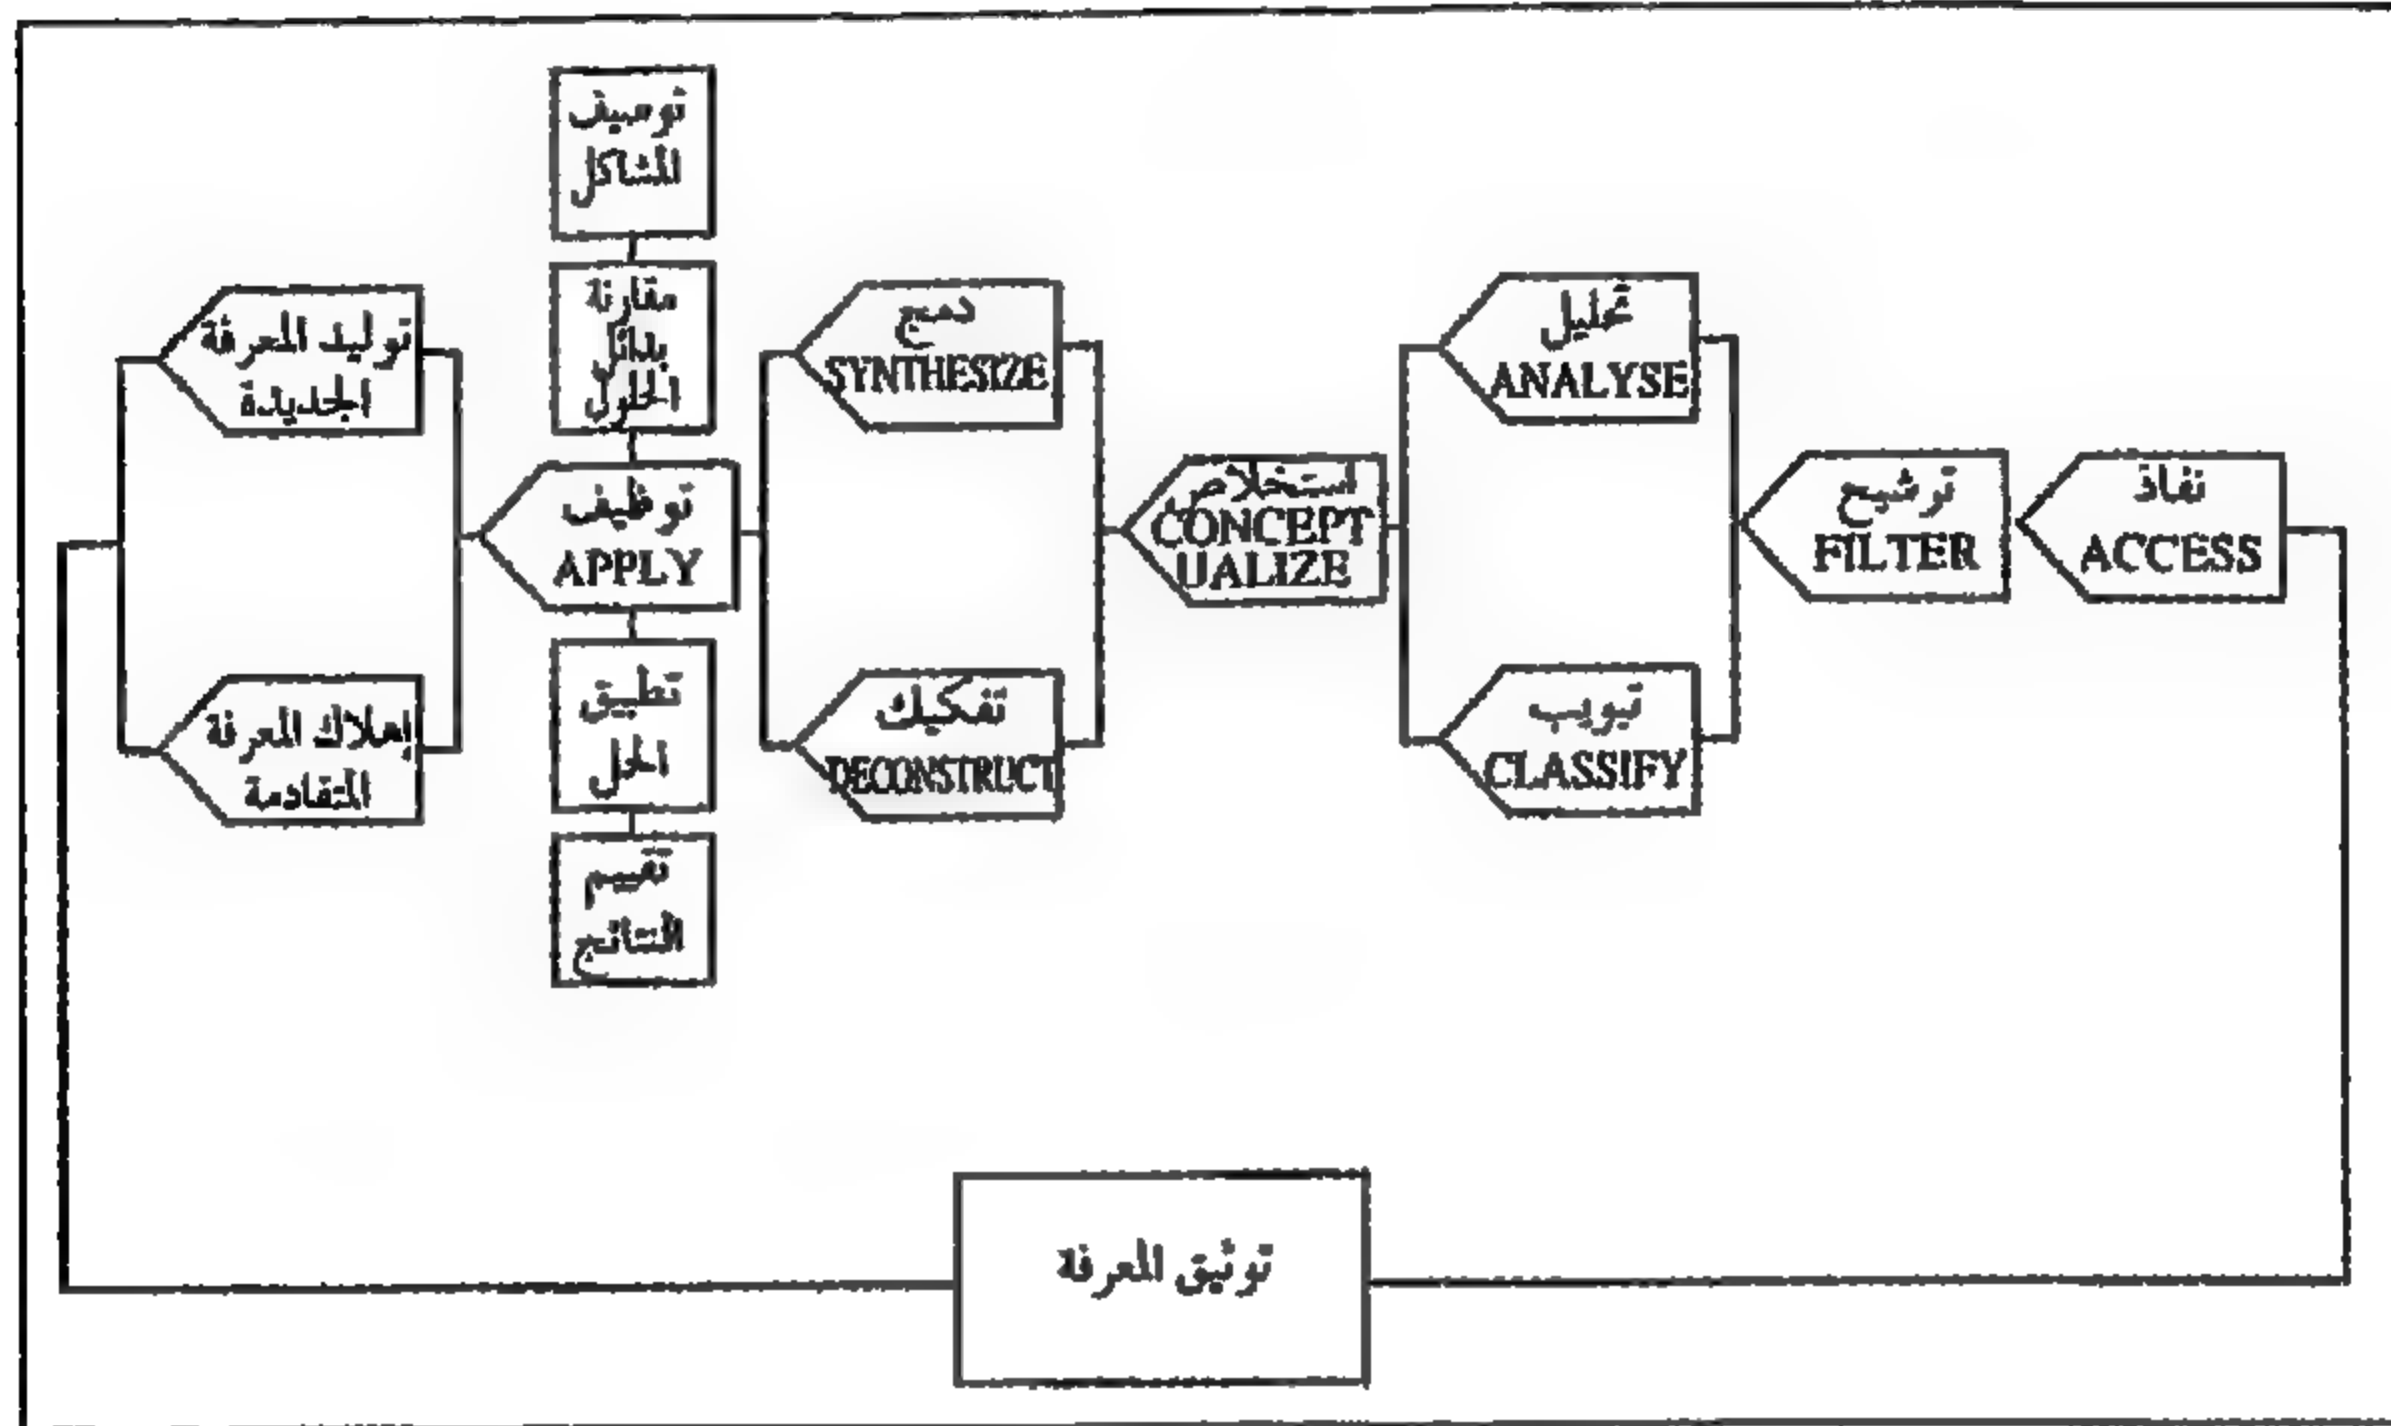 نفاذ
ACCESS
ترشيح
FILTER
تحليل
ANALYSE
تبويب
CLASSIFY
استخلاص
CONCEPT
UALIZE
دمج
SYNTHESIZE
تفكيك
DECONSTRUCT
توصيف
المشاكل
مقارنة
بدائل
الحلول
توظيف
APPLY
تطبيق
الحل
تقييم
النتائج
توليد المعرفة
الجديدة
إهلاك المعرفة
المتقادمة
توثيق المعرفة